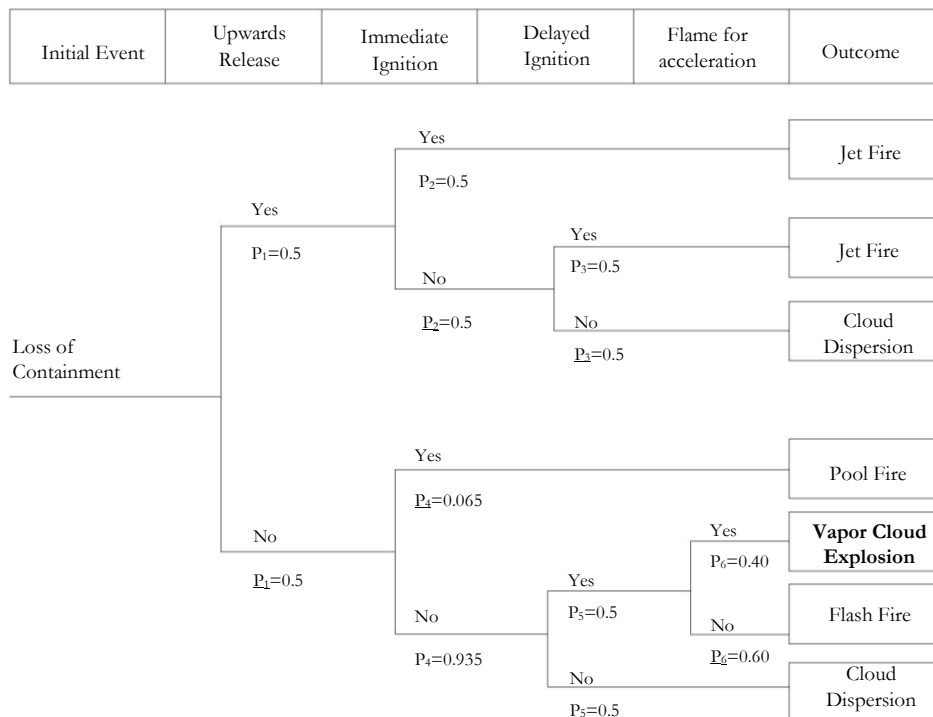 Initial Event
Upwards
Release
Immediate
Ignition
Delayed
Ignition
Flame for
acceleration
Outcome
Yes
P₂=0.5
Jet Fire
Yes
P₁=0.5
Yes
P₃=0.5
Jet Fire
No
P₂=0.5
No
P₃=0.5
Cloud
Dispersion
Loss of
Containment
Yes
P₄=0.065
Pool Fire
No
P₁=0.5
Yes
P₆=0.40
Vapor Cloud
Explosion
Yes
P₅=0.5
No
P₄=0.935
No
P₆=0.60
Flash Fire
No
P₅=0.5
Cloud
Dispersion